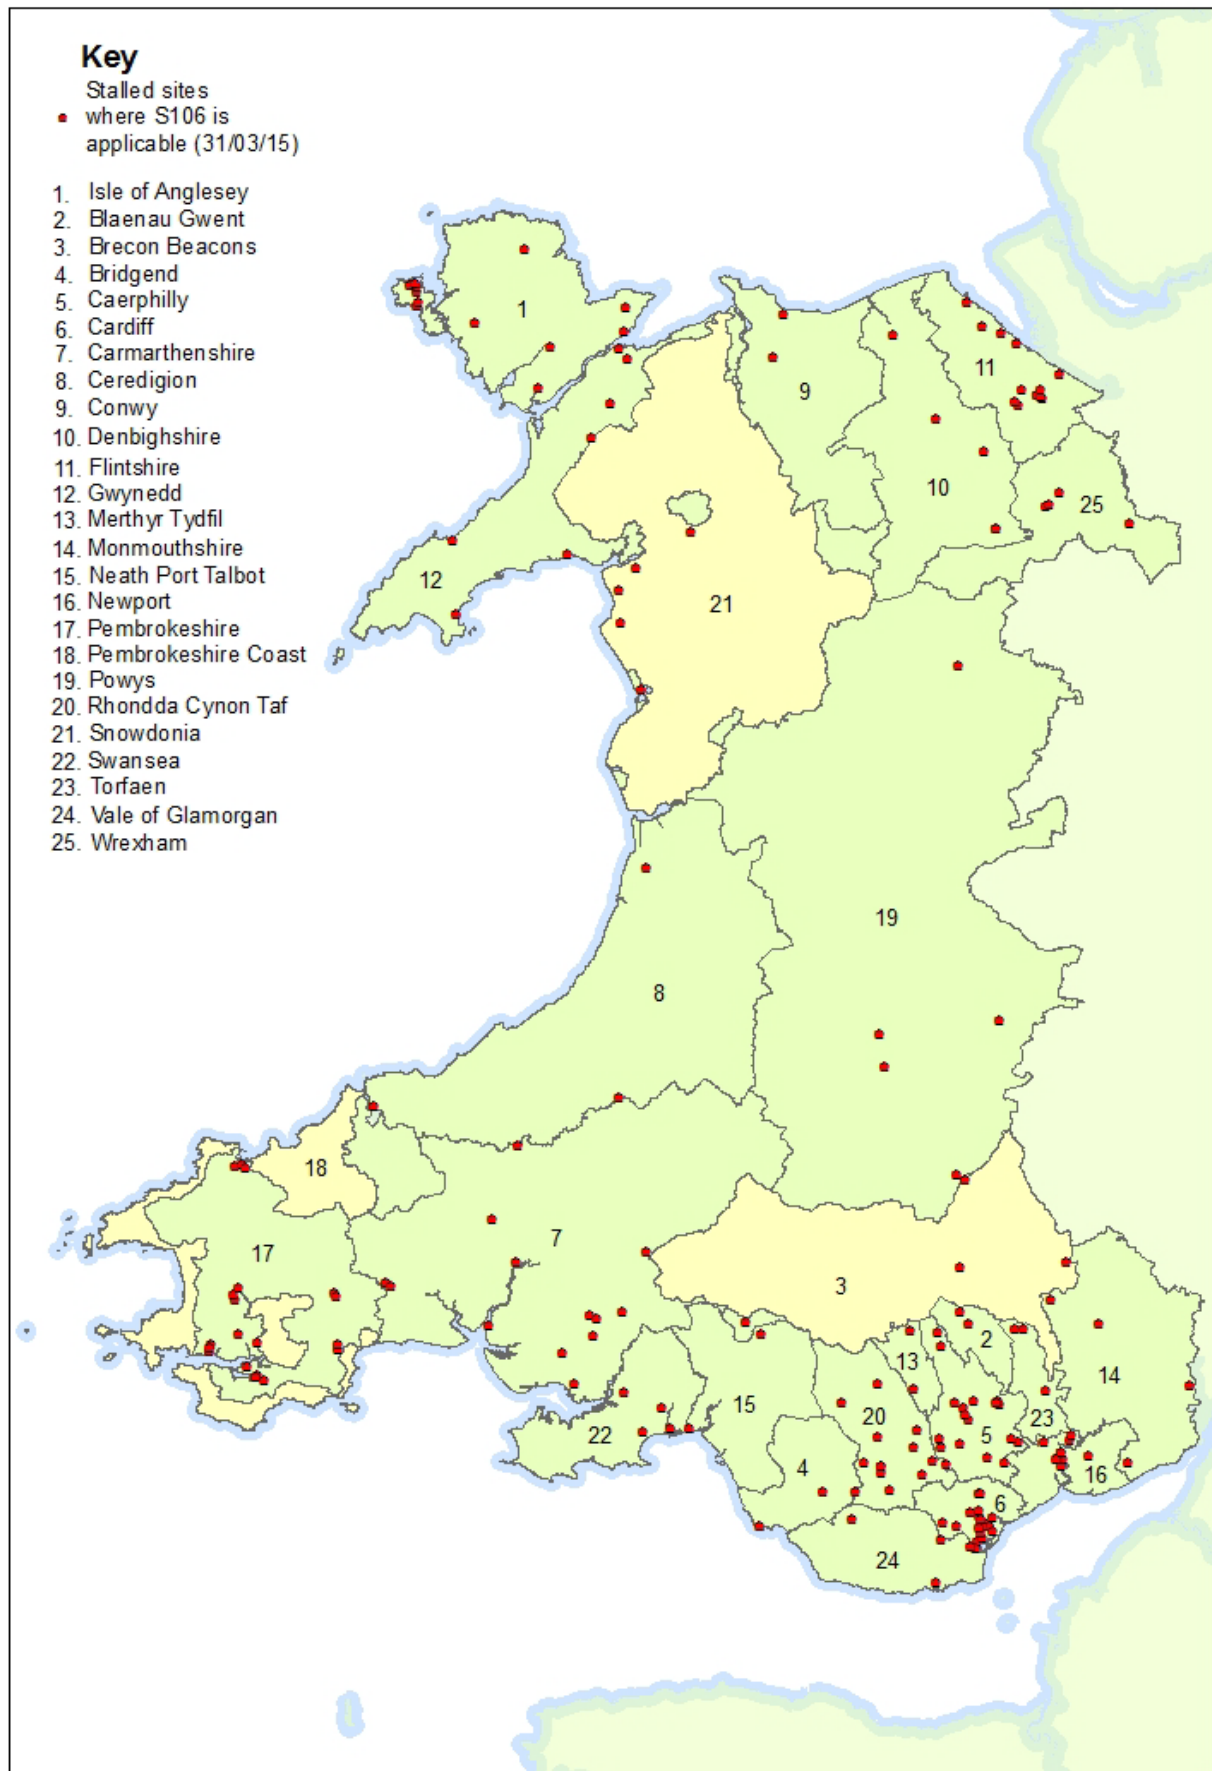 Key
Stalled sites
where S106 is
applicable (31/03/15)
1. Isle of Anglesey
2. Blaenau Gwent
3. Brecon Beacons
4. Bridgend
5. Caerphilly
6. Cardiff
7. Carmarthenshire
8. Ceredigion
9. Conwy
10. Denbighshire
11. Flintshire
12. Gwynedd
13. Merthyr Tydfil
14. Monmouthshire
15. Neath Port Talbot
16. Newport
17. Pembrokeshire
18. Pembrokeshire Coast
19. Powys
20. Rhondda Cynon Taf
21. Snowdonia
22. Swansea
23. Torfaen
24. Vale of Glamorgan
25. Wrexham
1
11
9
10
25
12
21
19
8
18
7
17
3
2
13
14
15
20
23
22
5
4
16
6
24